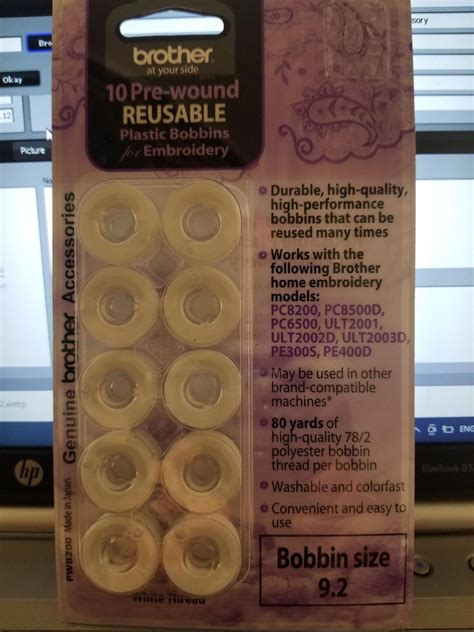 brother
at your side
10 Pre-wound
REUSABLE
Plastic Bobbins
for Embroidery
Durable, high-quality,
high-performance
bobbins that can be
reused many times
Works with the
following Brother
home embroidery
models:
PC8200, PC8500D,
PC6500, ULT2001,
ULT2002D, ULT2003D,
PE300S, PE400D
May be used in other
brand-compatible
machines*
80 yards of
high-quality 78/2
polyester bobbin
thread per bobbin
Washable and colorfast
Convenient and easy to
use
Bobbin size
9.2
White Thread
Genuine brother Accessories
PWB200 Made in Japan.
Okay
Picture
hp
EliteBook
ENG